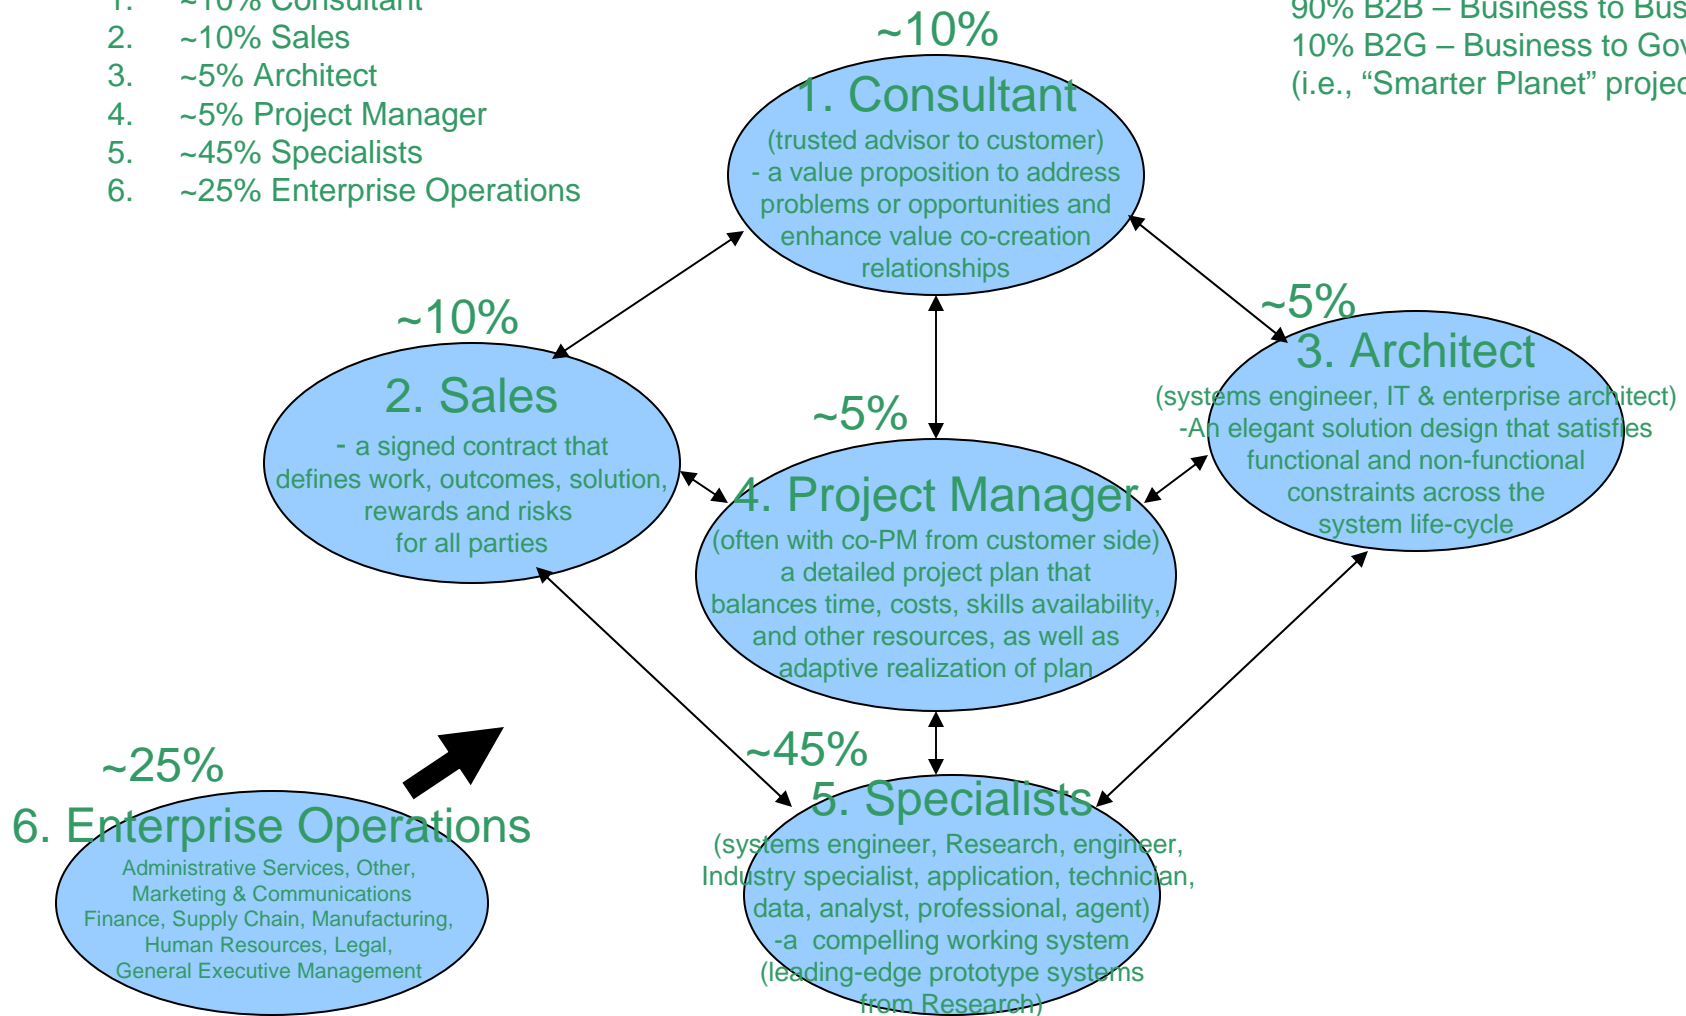 1. ~10% Consultant
2. ~10% Sales
3. ~5% Architect
4. ~5% Project Manager
5. ~45% Specialists
6. ~25% Enterprise Operations
90% B2B – Business to
10% B2G – Business to
(i.e., “Smarter Planet”
~10%
1. Consultant
(trusted advisor to customer)
- a value proposition to address
problems or opportunities and
enhance value co-creation
relationships
~10%
2. Sales
- a signed contract that
defines work, outcomes, solution,
rewards and risks
for all parties
~5%
3. Architect
(systems engineer, IT & enterprise architect)
-An elegant solution design that satisfies
functional and non-functional
constraints across the
system life-cycle
~5%
4. Project Manager
(often with co-PM from customer side)
a detailed project plan that
balances time, costs, skills availability,
and other resources, as well as
adaptive realization of plan
~45%
5. Specialists
(systems engineer, Research, engineer,
Industry specialist, application, technician,
data, analyst, professional, agent)
-a compelling working system
(leading-edge prototype systems
from Research)
~25%
6. Enterprise Operations
Administrative Services, Other,
Marketing & Communications
Finance, Supply Chain, Manufacturing,
Human Resources, Legal,
General Executive Management